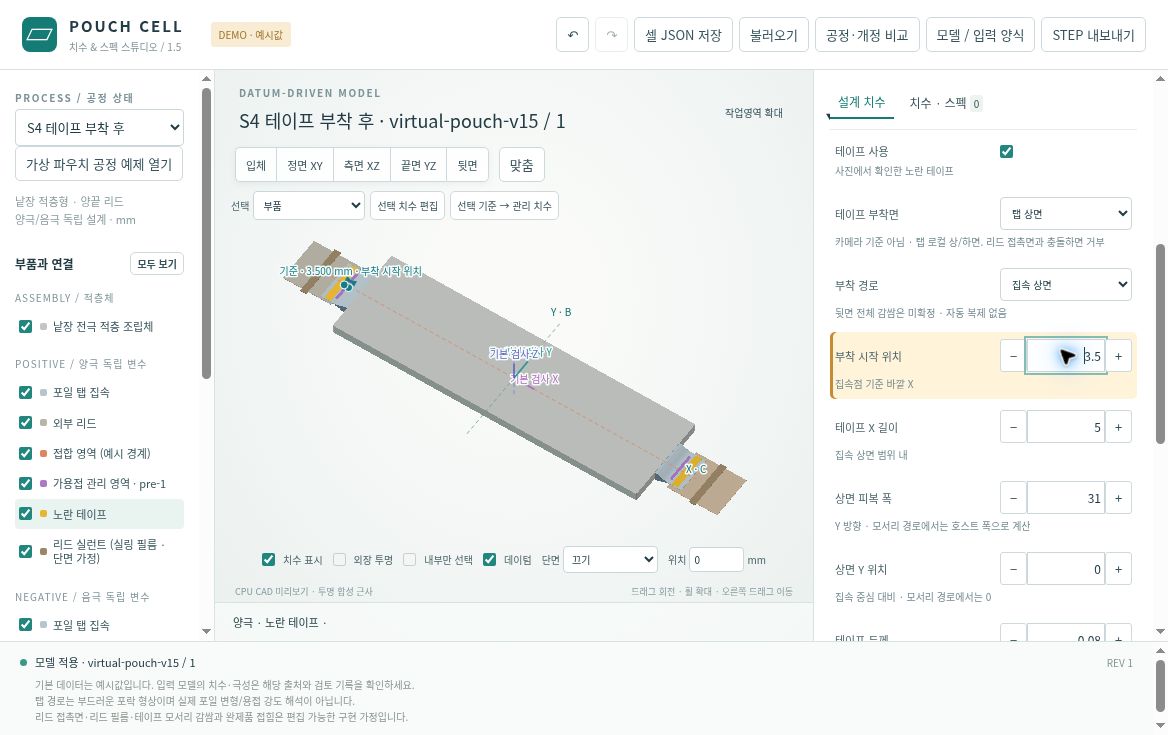 POUCH CELL
치수 & 스펙 스튜디오 / 1.5
DEMO · 예시값
↶
↷
셀 JSON 저장
불러오기
공정·개정 비교
모델 / 입력 양식
STEP 내보내기
PROCESS / 공정 상태
S4 테이프 부착 후
가상 파우치 공정 예제 열기
낱장 적층형 · 양끝 리드
양극/음극 독립 설계 · mm
부품과 연결
모두 보기
ASSEMBLY / 적층체
낱장 전극 적층 조립체
POSITIVE / 양극 독립 변수
포일 탭 집속
외부 리드
접합 영역 (예시 경계)
가용접 관리 영역 · pre-1
노란 테이프
리드 실런트 (실링 필름 ·
단면 가정)
NEGATIVE / 음극 독립 변수
포일 탭 집속
DATUM-DRIVEN MODEL
S4 테이프 부착 후 · virtual-pouch-v15 / 1
작업영역 확대
입체
정면 XY
측면 XZ
끝면 YZ
뒷면
맞춤
선택
부품
선택 치수 편집
선택 기준 → 관리 치수
기준 · 3.500 mm · 부착 시작 위치
Y · B
기본 검사 Z
Y
기본 검사 X
X · C
치수 표시
외장 투명
내부만 선택
데이텀
단면
끄기
위치
0
mm
CPU CAD 미리보기 · 투명 합성 근사
드래그 회전 · 휠 확대 · 오른쪽 드래그 이동
양극 · 노란 테이프 ·
설계 치수
치수 · 스펙 0
테이프 사용
사진에서 확인한 노란 테이프
테이프 부착면
탭 상면
카메라 기준 아님 · 탭 로컬 상/하면. 리드 접촉면과 충돌하면 거부
부착 경로
집속 상면
뒷면 전체 감쌈은 미확정 · 자동 복제 없음
부착 시작 위치
−
3.5
+
집속점 기준 바깥 X
테이프 X 길이
−
5
+
집속 상면 범위 내
상면 피복 폭
−
31
+
Y 방향 · 모서리 경로에서는 호스트 폭으로 계산
상면 Y 위치
−
0
+
집속 중심 대비 · 모서리 경로에서는 0
테이프 두께
0.08
모델 적용 · virtual-pouch-v15 / 1
REV 1
기본 데이터는 예시값입니다. 입력 모델의 치수·극성은 해당 출처와 검토 기록을 확인하세요.
탭 경로는 부드러운 포락 형상이며 실제 포일 변형/용접 강도 해석이 아닙니다.
리드 접촉면·리드 필름·테이프 모서리 감쌈과 완제품 접힘은 편집 가능한 구현 가정입니다.